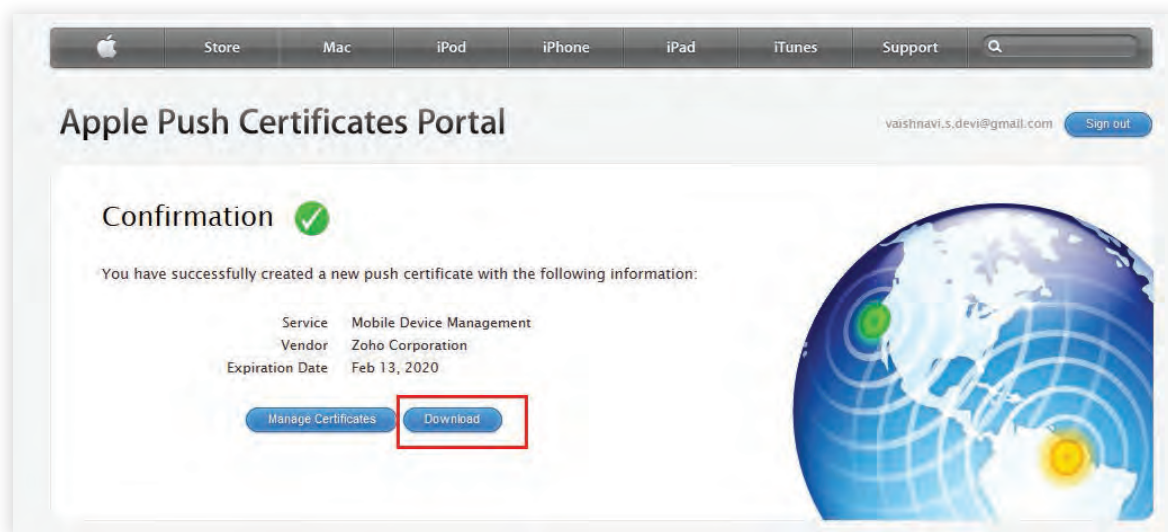 Store Mac iPod iPhone iPad iTunes Support
Apple Push Certificates Portal
vaishnavi.s.devi@gmail.com Sign out
Confirmation
You have successfully created a new push certificate with the following information:
Service Mobile Device Management
Vendor Zoho Corporation
Expiration Date Feb 13, 2020
Manage Certificates Download